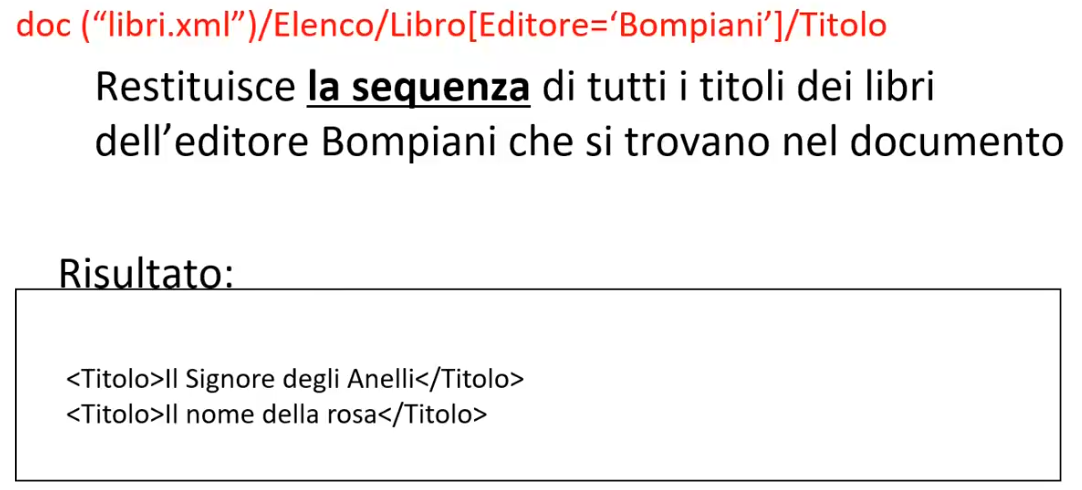 doc (“libri.xml”)/Elenco/Libro[Editore=‘Bompiani’]/Titolo
Restituisce la sequenza di tutti i titoli dei libri
dell’editore Bompiani che si trovano nel documento
Risultato:
<Titolo>Il Signore degli Anelli</Titolo>
<Titolo>Il nome della rosa</Titolo>